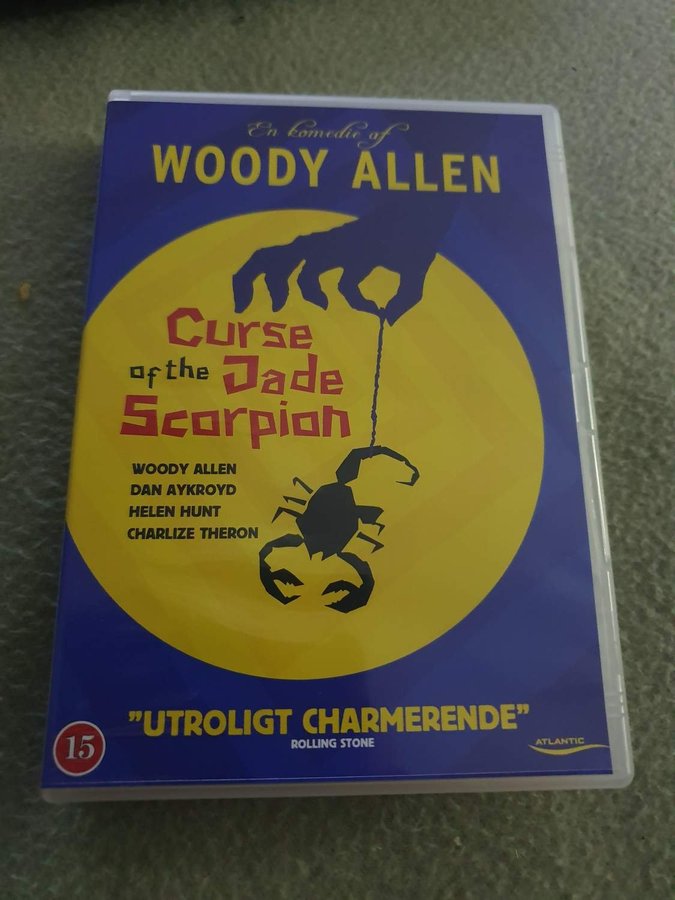 En komedie af
WOODY ALLEN
Curse
of the Jade
Scorpion
WOODY ALLEN
DAN AYKROYD
HELEN HUNT
CHARLIZE THERON
"UTROLIGT CHARMERENDE"
ROLLING STONE
15
ATLANTIC